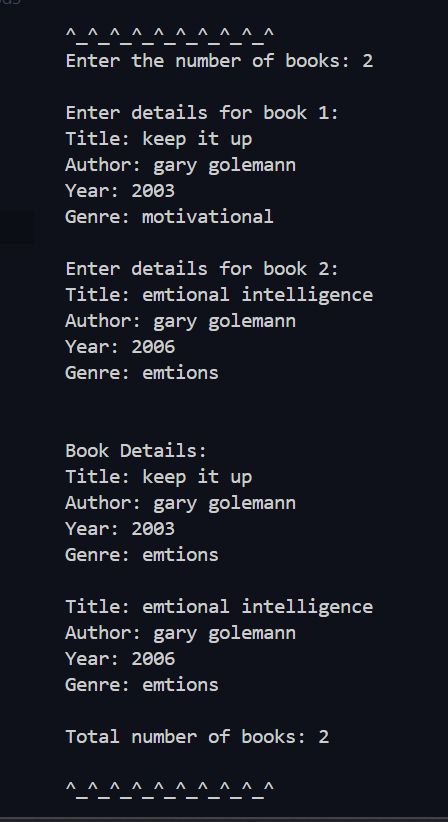 ^_^_^_^_^_^_^_^_^_^
Enter the number of books: 2
Enter details for book 1:
Title: keep it up
Author: gary golemann
Year: 2003
Genre: motivational
Enter details for book 2:
Title: emtional intelligence
Author: gary golemann
Year: 2006
Genre: emtions
Book Details:
Title: keep it up
Author: gary golemann
Year: 2003
Genre: emtions
Title: emtional intelligence
Author: gary golemann
Year: 2006
Genre: emtions
Total number of books: 2
^_^_^_^_^_^_^_^_^_^